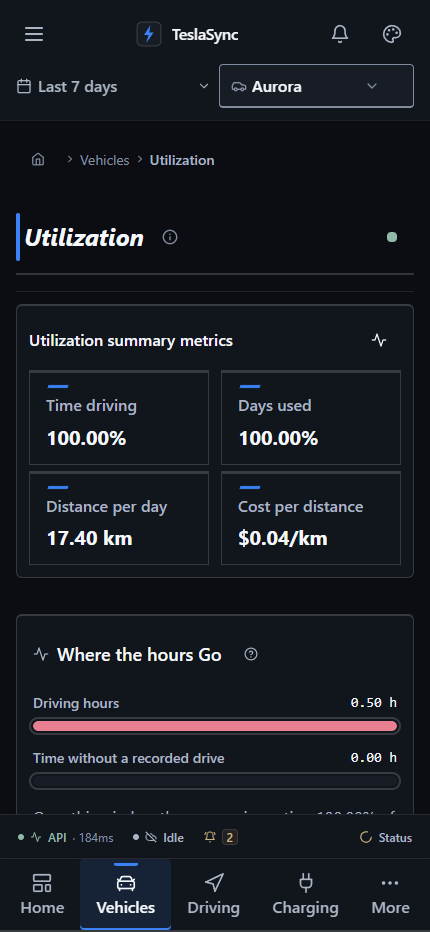 TeslaSync
Last 7 days
Aurora
Vehicles
Utilization
Utilization
Utilization summary metrics
Time driving
100.00%
Days used
100.00%
Distance per day
17.40 km
Cost per distance
$0.04/km
Where the hours Go
Driving hours
0.50 h
Time without a recorded drive
0.00 h
API · 184ms
Idle
2
Status
Home
Vehicles
Driving
Charging
More